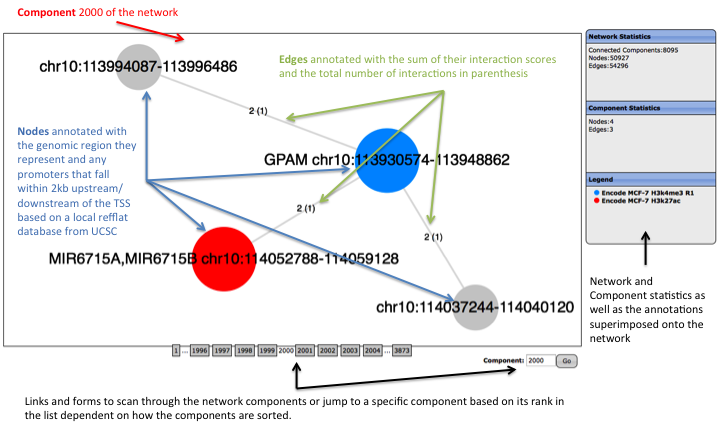 Component 2000 of the network
chr10:113994087-113996486
Edges annotated with the sum of their interaction scores
and the total number of interactions in parenthesis
2 (1)
Nodes annotated with
the genomic region they
represent and any
promoters that fall
within 2kb upstream/
downstream of the TSS
based on a local refflat
database from UCSC
GPAM chr10:113930574-113948862
2 (1)
2 (1)
MIR6715A,MIR6715B chr10:114052788-114059128
chr10:114037244-114040120
Network Statistics
Connected Components:8095
Nodes:50927
Edges:54296
Component Statistics
Nodes:4
Edges:3
Legend
Encode MCF-7 H3k4me3 R1
Encode MCF-7 H3k27ac
Network and
Component statistics as
well as the annotations
superimposed onto the
network
1 ... 1996 1997 1998 1999 2000 2001 2002 2003 2004 ... 3873
Component: 2000 Go
Links and forms to scan through the network components or jump to a specific component based on its rank in
the list dependent on how the components are sorted.